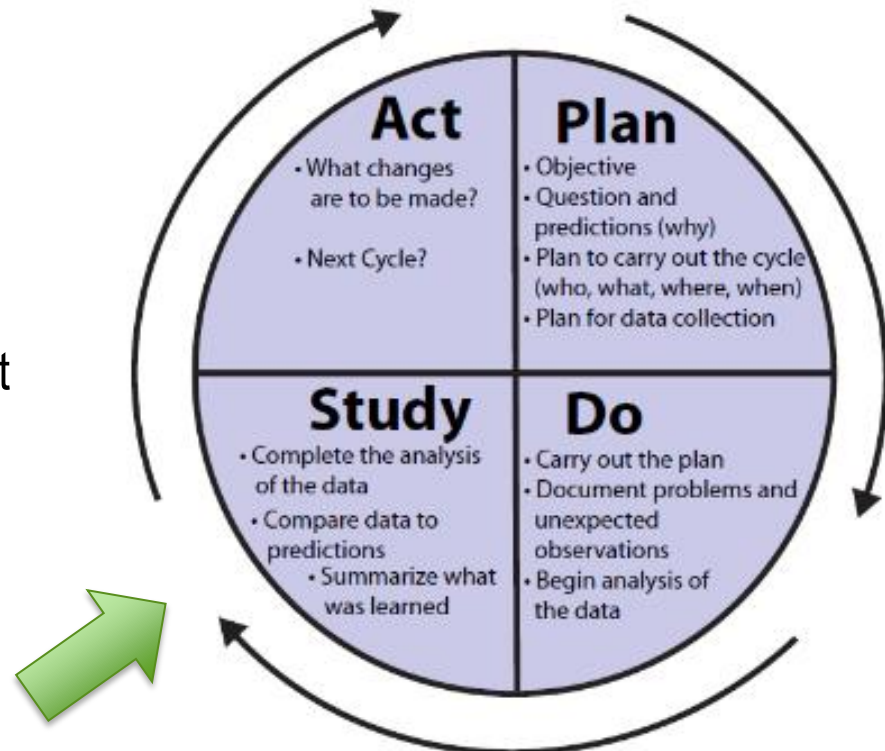 Act
• What changes
are to be made?
• Next Cycle?
Plan
• Objective
• Question and
predictions (why)
• Plan to carry out the cycle
(who, what, where, when)
• Plan for data collection
t
Study
• Complete the analysis
of the data
• Compare data to
predictions
• Summarize what
was learned
Do
• Carry out the plan
• Document problems and
unexpected
observations
• Begin analysis of
the data